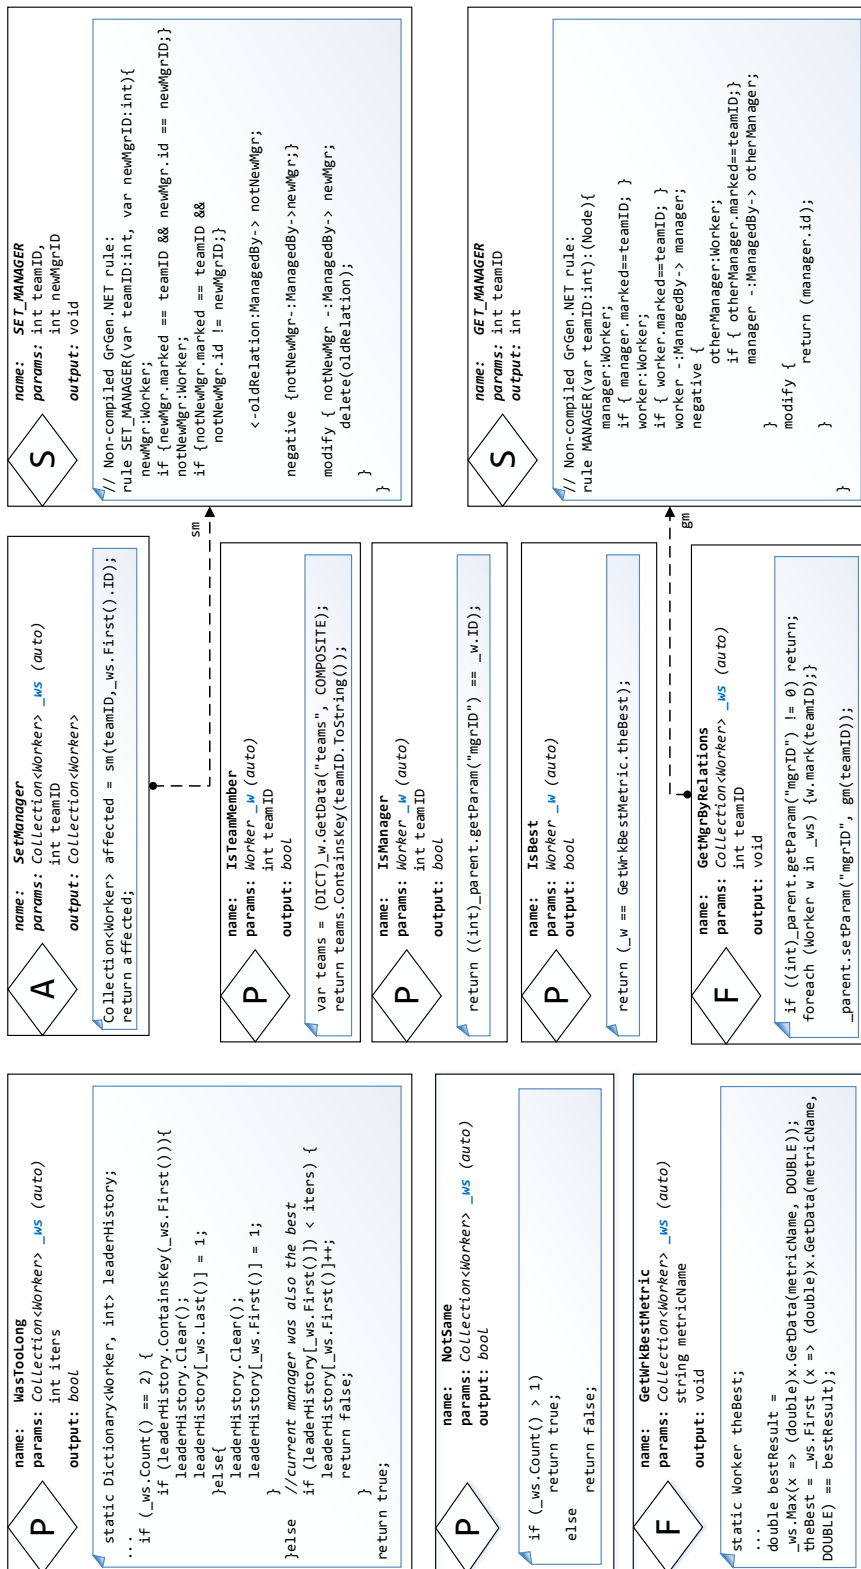 P
name: WasTooLong
params: Collection<Worker> _ws (auto)
int iters
output: bool
static Dictionary<Worker, int> leaderHistory;
...
if (_ws.Count() == 2) {
if (leaderHistory.ContainsKey(_ws.First())){
leaderHistory.Clear();
leaderHistory[_ws.Last()] = 1;
}else{
leaderHistory.Clear();
leaderHistory[_ws.First()] = 1;
}
}else //current manager was also the best
if (leaderHistory[_ws.First()]) < iters) {
leaderHistory[_ws.First()]++;
return false;
}
}
return true;
P
name: NotSame
params: Collection<Worker> _ws (auto)
output: bool
if (_ws.Count() > 1)
return true;
else
return false;
F
name: GetWrkBestMetric
params: Collection<Worker> _ws (auto)
string metricName
output: void
static Worker theBest;
...
double bestResult =
_ws.Max(x => (double)x.GetData(metricName, DOUBLE));
theBest = _ws.First (x => (double)x.GetData(metricName,
DOUBLE) == bestResult);
A
name: SetManager
params: Collection<Worker> _ws (auto)
int teamID
output: Collection<Worker>
Collection<Worker> affected = sm(teamID,_ws.First().ID);
return affected;
sm
P
name: IsTeamMember
params: Worker _w (auto)
int teamID
output: bool
var teams = (DICT)_w.GetData("teams", COMPOSITE);
return teams.ContainsKey(teamID.ToString());
P
name: IsManager
params: Worker _w (auto)
int teamID
output: bool
return ((int)_parent.getParam("mgrID") == _w.ID);
P
name: IsBest
params: Worker _w (auto)
output: bool
return (_w == GetWrkBestMetric.theBest);
gm
F
name: GetMgrByRelations
params: Collection<Worker> _ws (auto)
int teamID
output: void
if ((int)_parent.getParam("mgrID") != 0) return;
foreach (Worker w in _ws) {w.mark(teamID);}
_parent.setParam("mgrID", gm(teamID));
S
name: SET_MANAGER
params: int teamID,
int newMgrID
output: void
// Non-compiled GrGen.NET rule:
rule SET_MANAGER(var teamID:int, var newMgrID:int){
newMgr:Worker;
if {newMgr.marked == teamID && newMgr.id == newMgrID;}
notNewMgr:Worker;
if {notNewMgr.marked == teamID &&
notNewMgr.id != newMgrID;}
<-oldRelation:ManagedBy-> notNewMgr;
negative {notNewMgr-:ManagedBy->newMgr;}
modify { notNewMgr -:ManagedBy-> newMgr;
delete(oldRelation);
}
}
S
name: GET_MANAGER
params: int teamID
output: int
// Non-compiled GrGen.NET rule:
rule MANAGER(var teamID:int):(Node){
manager:Worker;
if { manager.marked==teamID; }
worker:Worker;
if { worker.marked==teamID; }
worker -:ManagedBy-> manager;
negative {
otherManager:Worker;
if { otherManager.marked==teamID;}
manager -:ManagedBy-> otherManager;
}
modify {
return (manager.id);
}
}